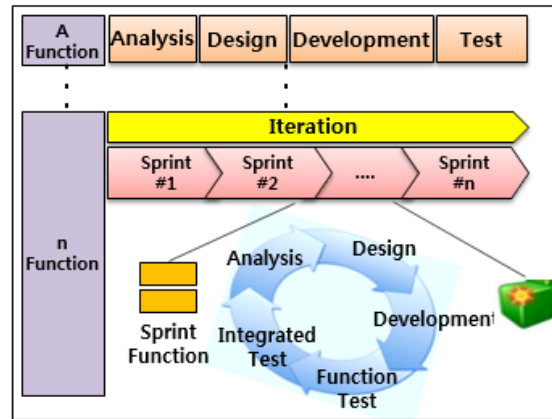 A
Function
Analysis
Design
Development
Test
Iteration
Sprint
#1
Sprint
#2
....
Sprint
#n
n
Function
Analysis
Design
Sprint
Function
Integrated
Test
Development
Function
Test